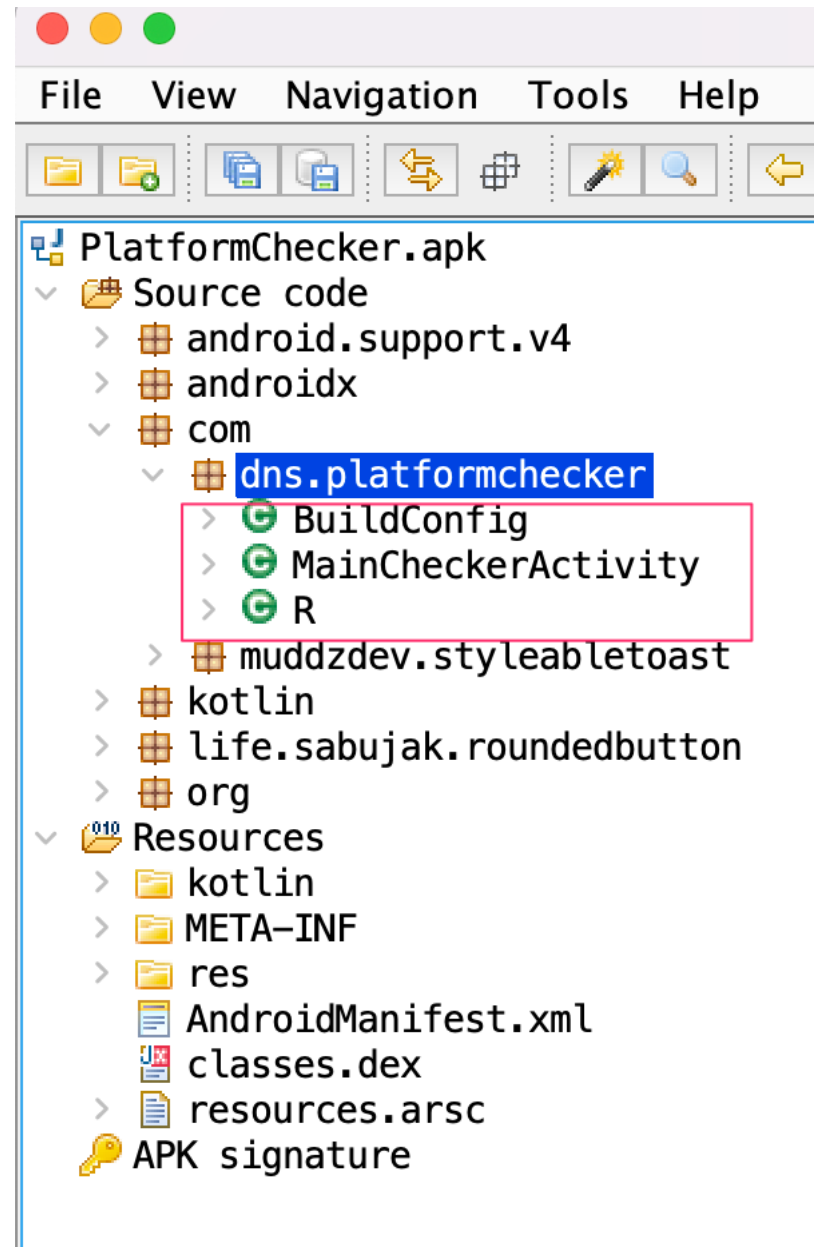 File View Navigation Tools Help
PlatformChecker.apk
Source code
android.support.v4
androidx
com
dns.platformchecker
BuildConfig
MainCheckerActivity
R
muddzdev.styleabletoast
kotlin
life.sabujak.roundedbutton
org
Resources
kotlin
META-INF
res
AndroidManifest.xml
classes.dex
resources.arsc
APK signature